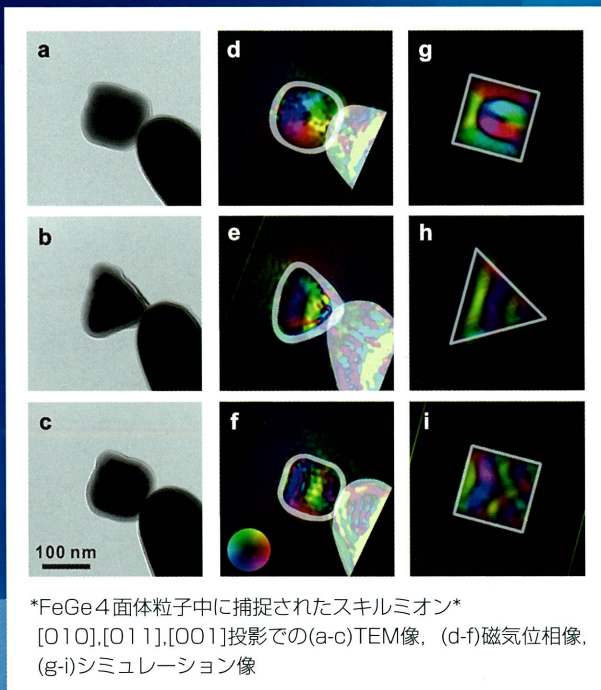 a
d
g
b
e
h
c
f
i
100 nm
*FeGe４面体粒子中に捕捉されたスキルミオン*
[010],[011],[001]投影での(a-c)TEM像, (d-f)磁気位相像,
(g-i)シミュレーション像